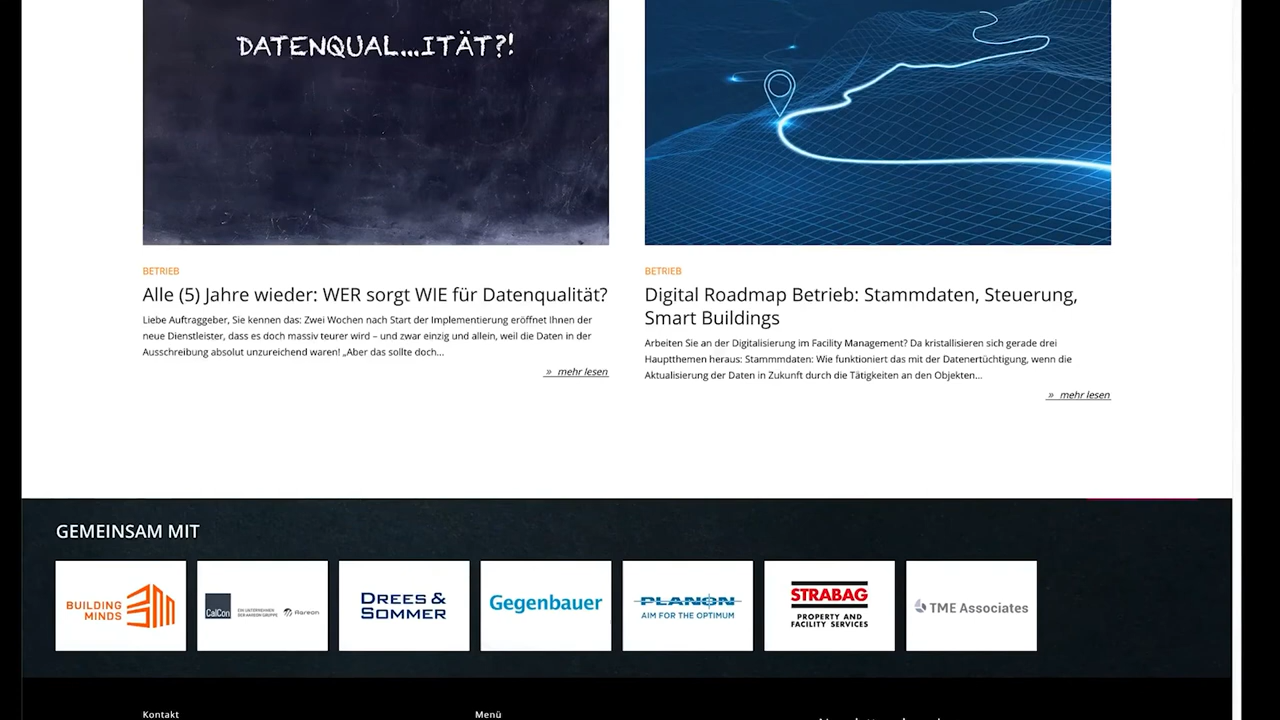 DATENQUAL...ITÄT?!
BETRIEB
Alle (5) Jahre wieder: WER sorgt WIE für Datenqualität?
Liebe Auftraggeber, Sie kennen das: Zwei Wochen nach Start der Implementierung eröffnet Ihnen der
neue Dienstleister, dass es doch massiv teurer wird – und zwar einzig und allein, weil die Daten in der
Ausschreibung absolut unzureichend waren! „Aber das sollte doch...
» mehr lesen
BETRIEB
Digital Roadmap Betrieb: Stammdaten, Steuerung,
Smart Buildings
Arbeiten Sie an der Digitalisierung im Facility Management? Da kristallisieren sich gerade drei
Hauptthemen heraus: Stammmdaten: Wie funktioniert das mit der Datenertüchtigung, wenn die
Aktualisierung der Daten in Zukunft durch die Tätigkeiten an den Objekten...
» mehr lesen
GEMEINSAM MIT
BUILDING
MINDS
CalCon
EIN UNTERNEHMEN
DER AAREON GRUPPE
Aareon
DREES &
SOMMER
Gegenbauer
PLANON
AIM FOR THE OPTIMUM
STRABAG
PROPERTY AND
FACILITY SERVICES
TME Associates
Kontakt
Menü